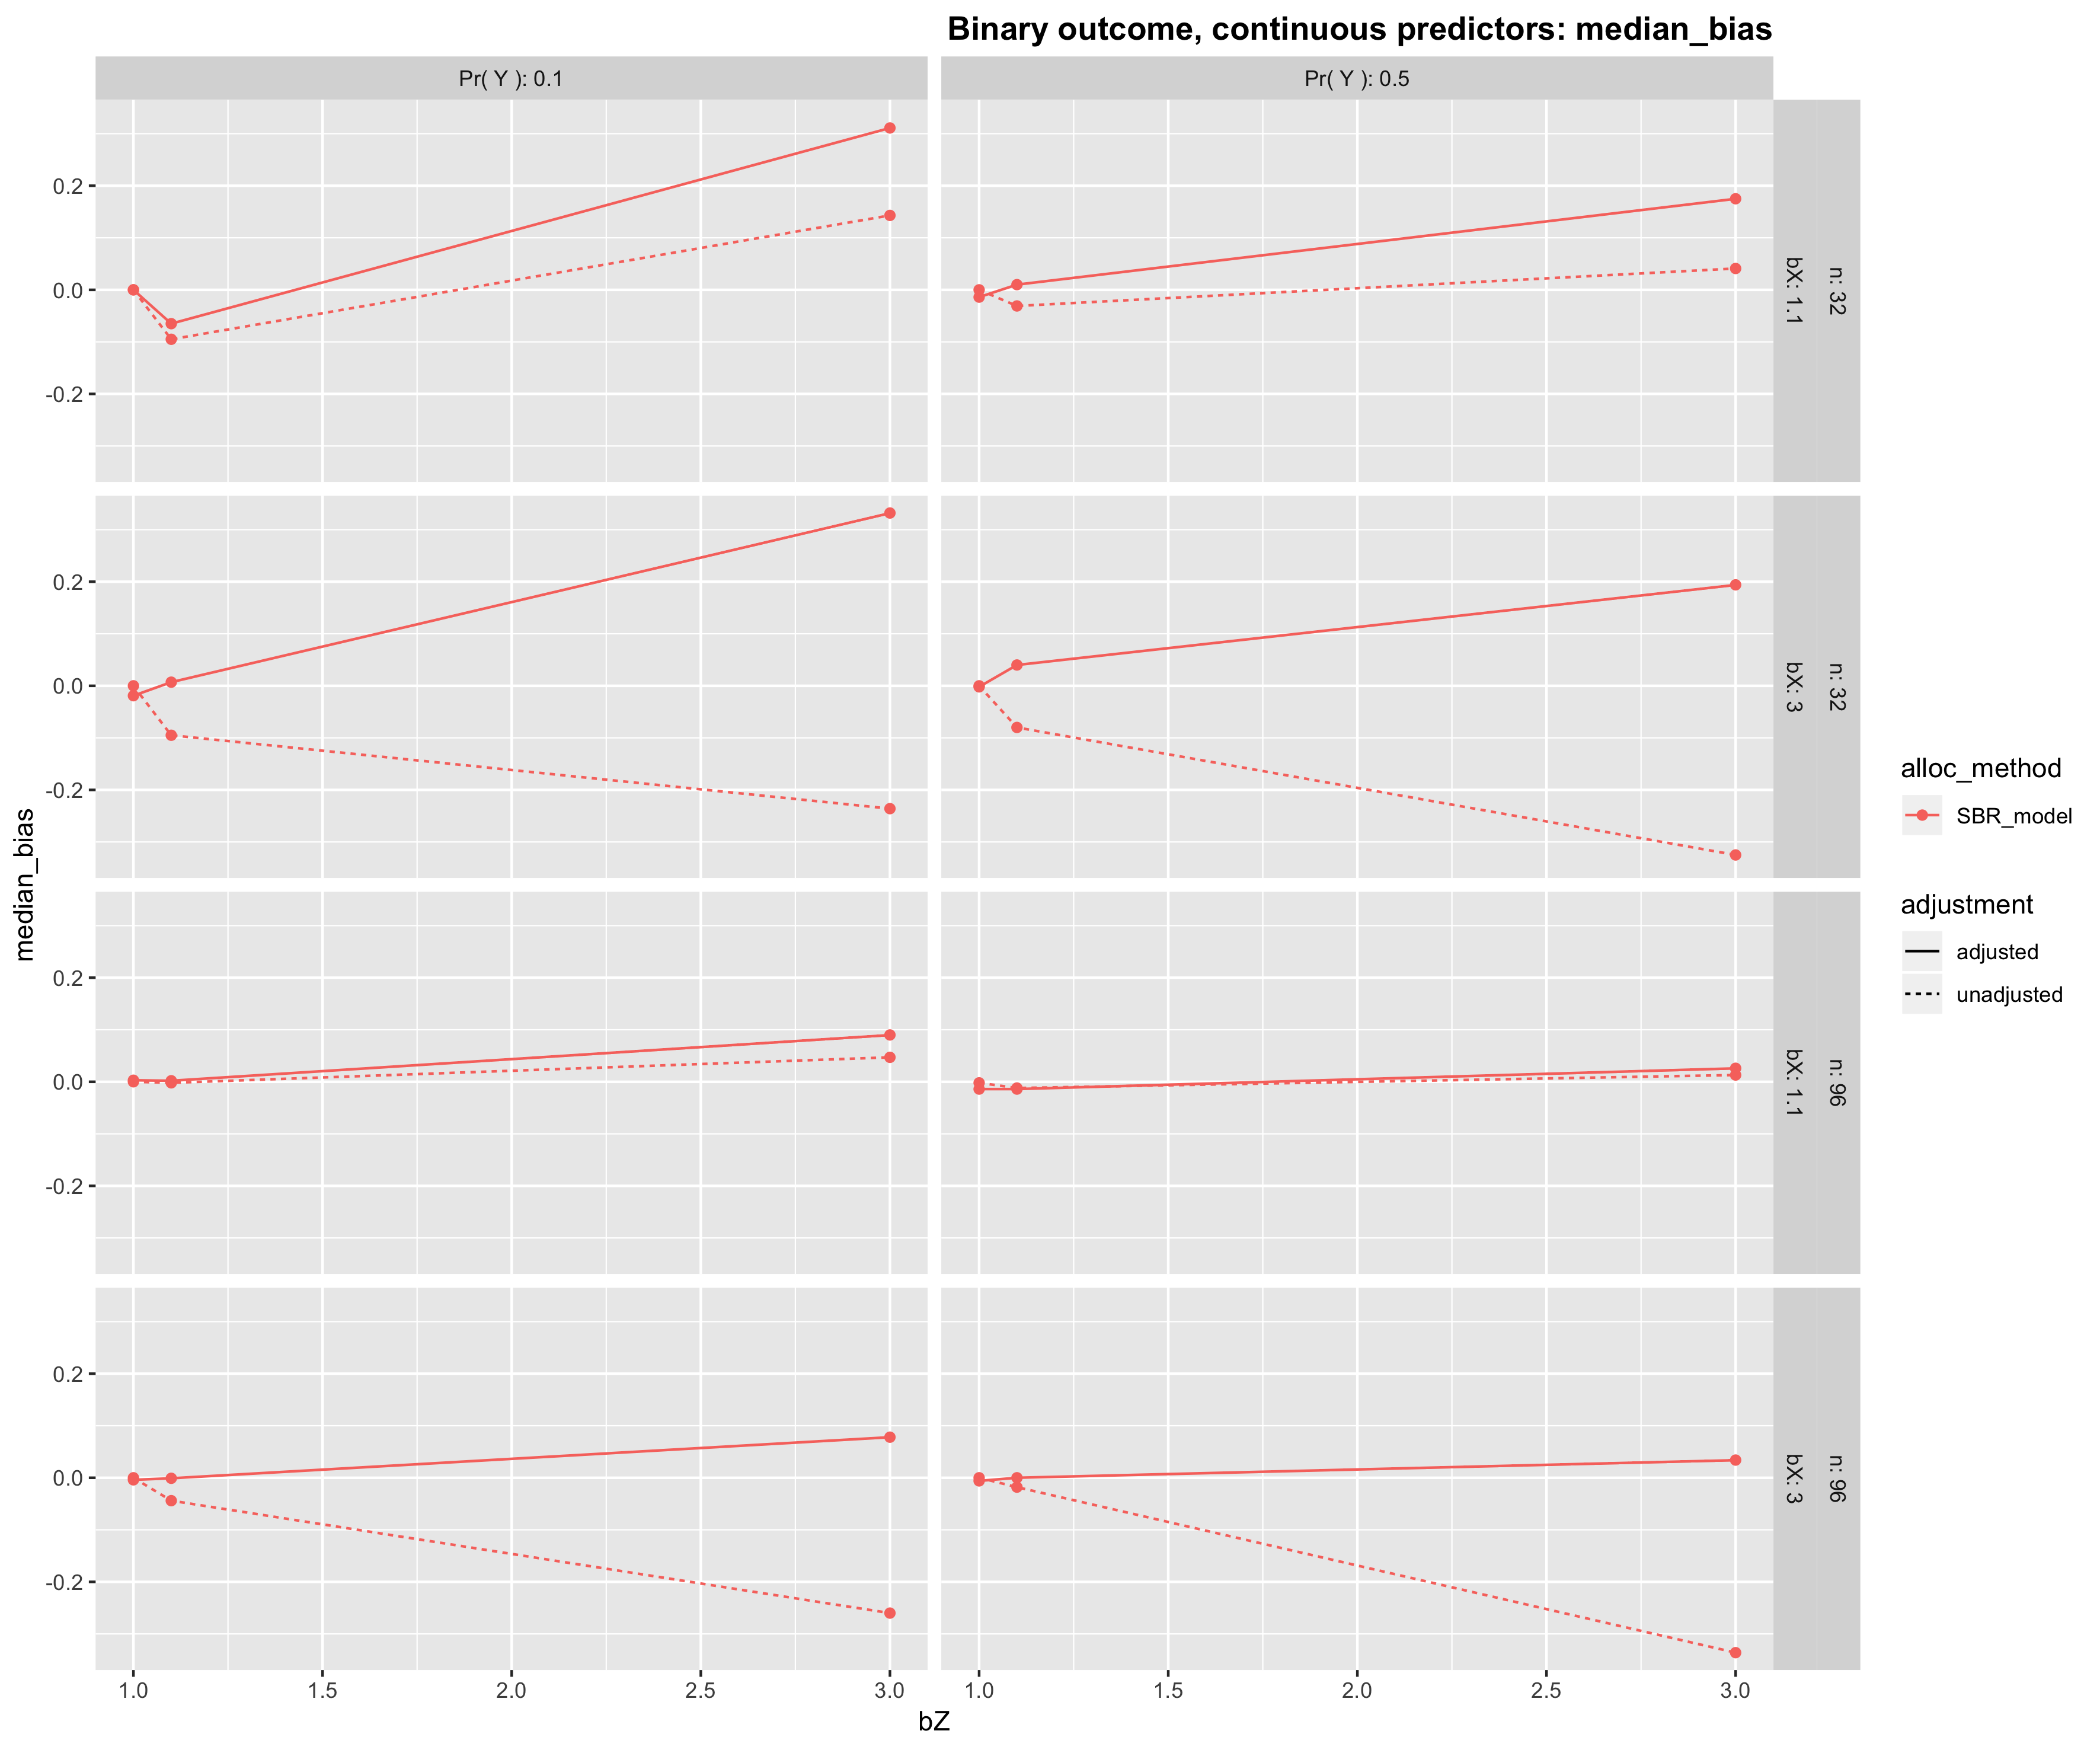 Binary outcome, continuous predictors: median_bias
Pr( Y ): 0.1
Pr( Y ): 0.5
0.2
0.0
-0.2
bX: 1.1
n: 32
0.2
0.0
-0.2
bX: 3
n: 32
0.2
0.0
-0.2
bX: 1.1
n: 96
0.2
0.0
-0.2
bX: 3
n: 96
median_bias
1.0
1.5
2.0
2.5
3.0
1.0
1.5
2.0
2.5
3.0
bZ
alloc_method
SBR_model
adjustment
adjusted
unadjusted